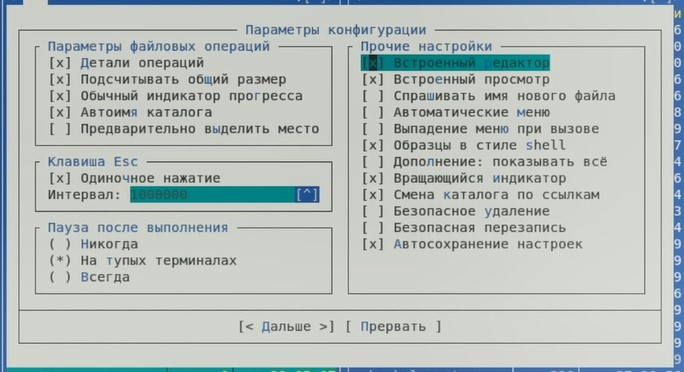 Параметры конфигурации
Параметры файловых операций
[x] Детали операций
[x] Подсчитывать общий размер
[x] Обычный индикатор прогресса
[x] Автоимя каталога
[ ] Предварительно выделить место
Клавиша Esc
[x] Одиночное нажатие
Интервал: 1000000 [^]
Пауза после выполнения
( ) Никогда
(*) На тупых терминалах
( ) Всегда
Прочие настройки
[x] Встроенный редактор
[x] Встроенный просмотр
[ ] Спрашивать имя нового файла
[ ] Автоматические меню
[ ] Выпадение меню при вызове
[x] Образцы в стиле shell
[ ] Дополнение: показывать всё
[x] Вращающийся индикатор
[x] Смена каталога по ссылкам
[ ] Безопасное удаление
[ ] Безопасная перезапись
[x] Автосохранение настроек
[< Дальше >] [ Прервать ]